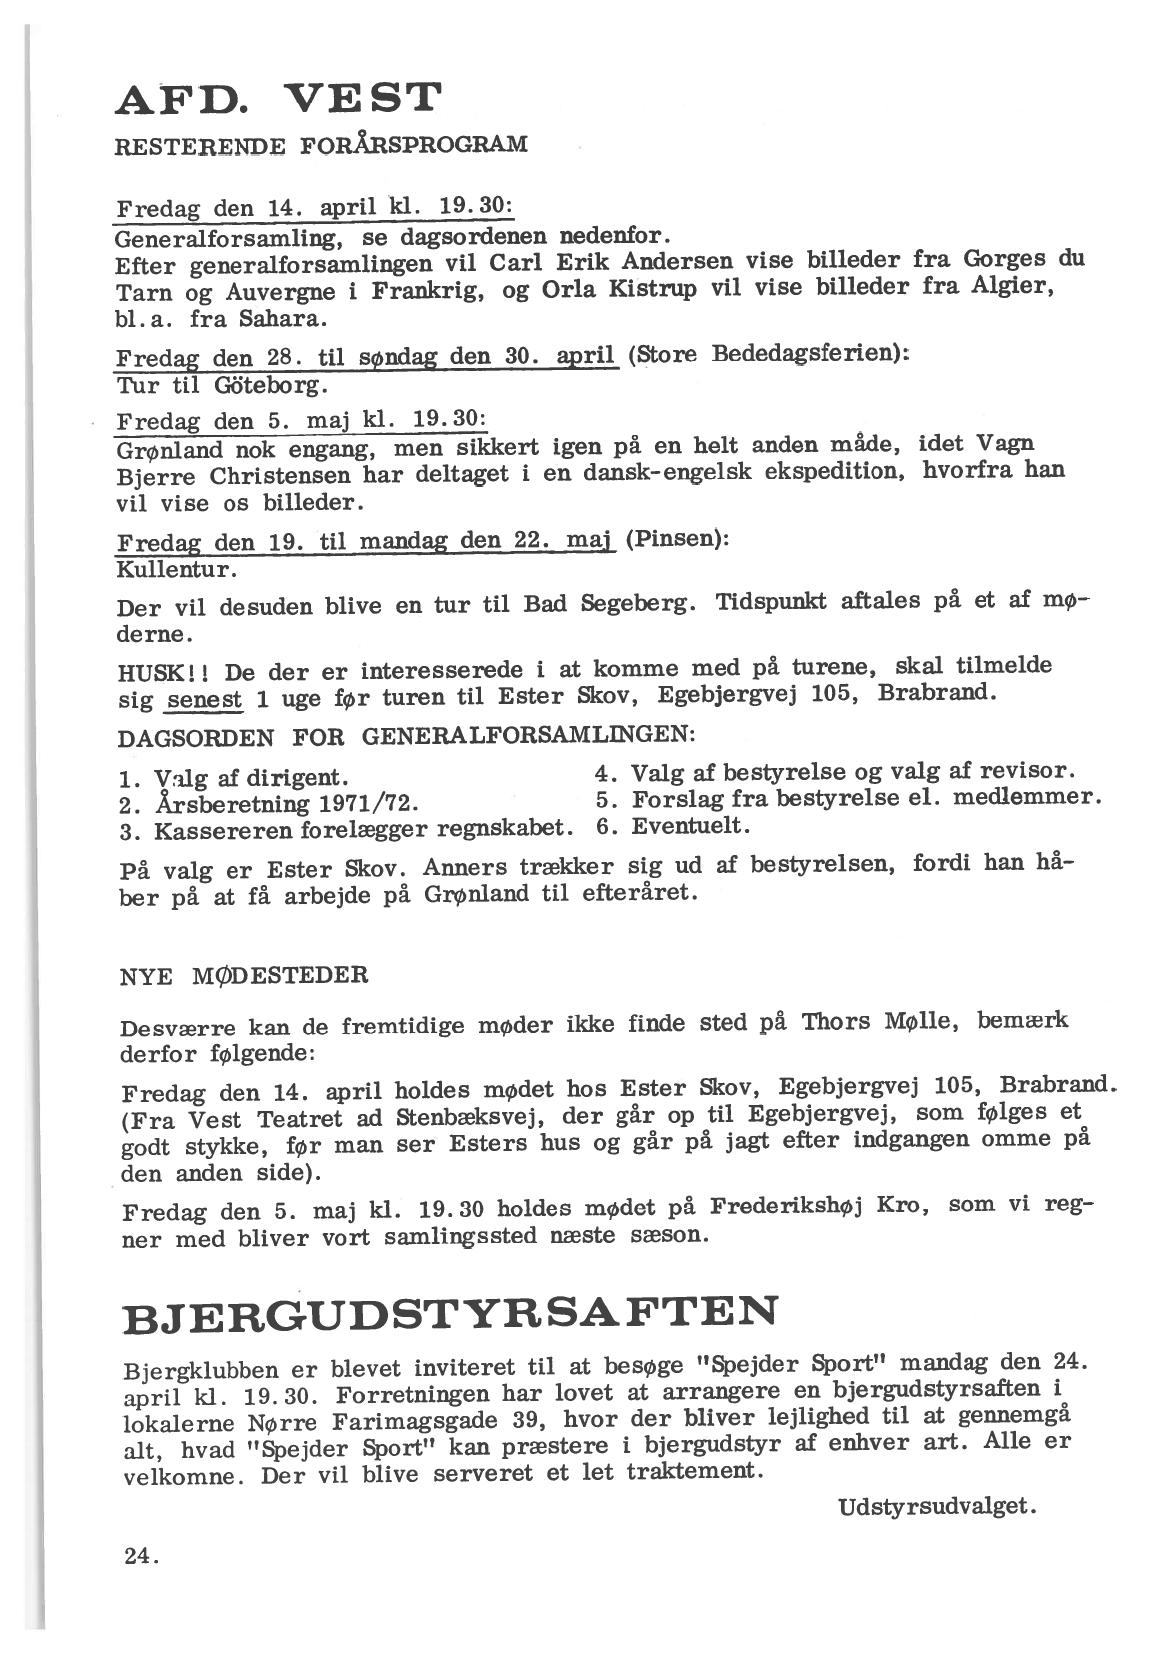 AFD. VEST
RESTERENDE FORÅRSPROGRAM
Fredag den 14. april kl. 19.30:
Generalforsamling, se dagsordenen nedenfor.
Efter generalforsamlingen vil Carl Erik Andersen vise billeder fra Gorges du
Tarn og Auvergne i Frankrig, og Orla Kistrup vil vise billeder fra Algier,
bl.a. fra Sahara.
Fredag den 28. til søndag den 30. april (Store Bededagsferien):
Tur til Göteborg.
Fredag den 5. maj kl. 19.30:
Grønland nok engang, men sikkert igen på en helt anden måde, idet Vagn
Bjerre Christensen har deltaget i en dansk-engelsk ekspedition, hvorfra han
vil vise os billeder.
Fredag den 19. til mandag den 22. maj (Pinsen):
Kullentur.
Der vil desuden blive en tur til Bad Segeberg. Tidspunkt aftales på et af mø-
derne.
HUSK!! De der er interesserede i at komme med på turene, skal tilmelde
sig senest 1 uge før turen til Ester Skov, Egebjergvej 105, Brabrand.
DAGSORDEN FOR GENERALFORSAMLINGEN:
1. Valg af dirigent.
2. Årsberetning 1971/72.
3. Kassereren forelægger regnskabet.
4. Valg af bestyrelse og valg af revisor.
5. Forslag fra bestyrelse el. medlemmer.
6. Eventuelt.
På valg er Ester Skov. Anners trækker sig ud af bestyrelsen, fordi han hå-
ber på at få arbejde på Grønland til efteråret.
NYE MØDESTEDER
Desværre kan de fremtidige møder ikke finde sted på Thors Mølle, bemærk
derfor følgende:
Fredag den 14. april holdes mødet hos Ester Skov, Egebjergvej 105, Brabrand.
(Fra Vest Teatret ad Stenbæksvej, der går op til Egebjergvej, som følges et
godt stykke, før man ser Esters hus og går på jagt efter indgangen omme på
den anden side).
Fredag den 5. maj kl. 19.30 holdes mødet på Frederikshøj Kro, som vi reg-
ner med bliver vort samlingssted næste sæson.
BJERGUDSTYRSAFTEN
Bjergklubben er blevet inviteret til at besøge "Spejder Sport" mandag den 24.
april kl. 19.30. Forretningen har lovet at arrangere en bjergudstyrsaften i
lokalerne Nørre Farimagsgade 39, hvor der bliver lejlighed til at gennemgå
alt, hvad "Spejder Sport" kan præstere i bjergudstyr af enhver art. Alle er
velkomne. Der vil blive serveret et let traktement.
Udstyrsudvalget.
24.